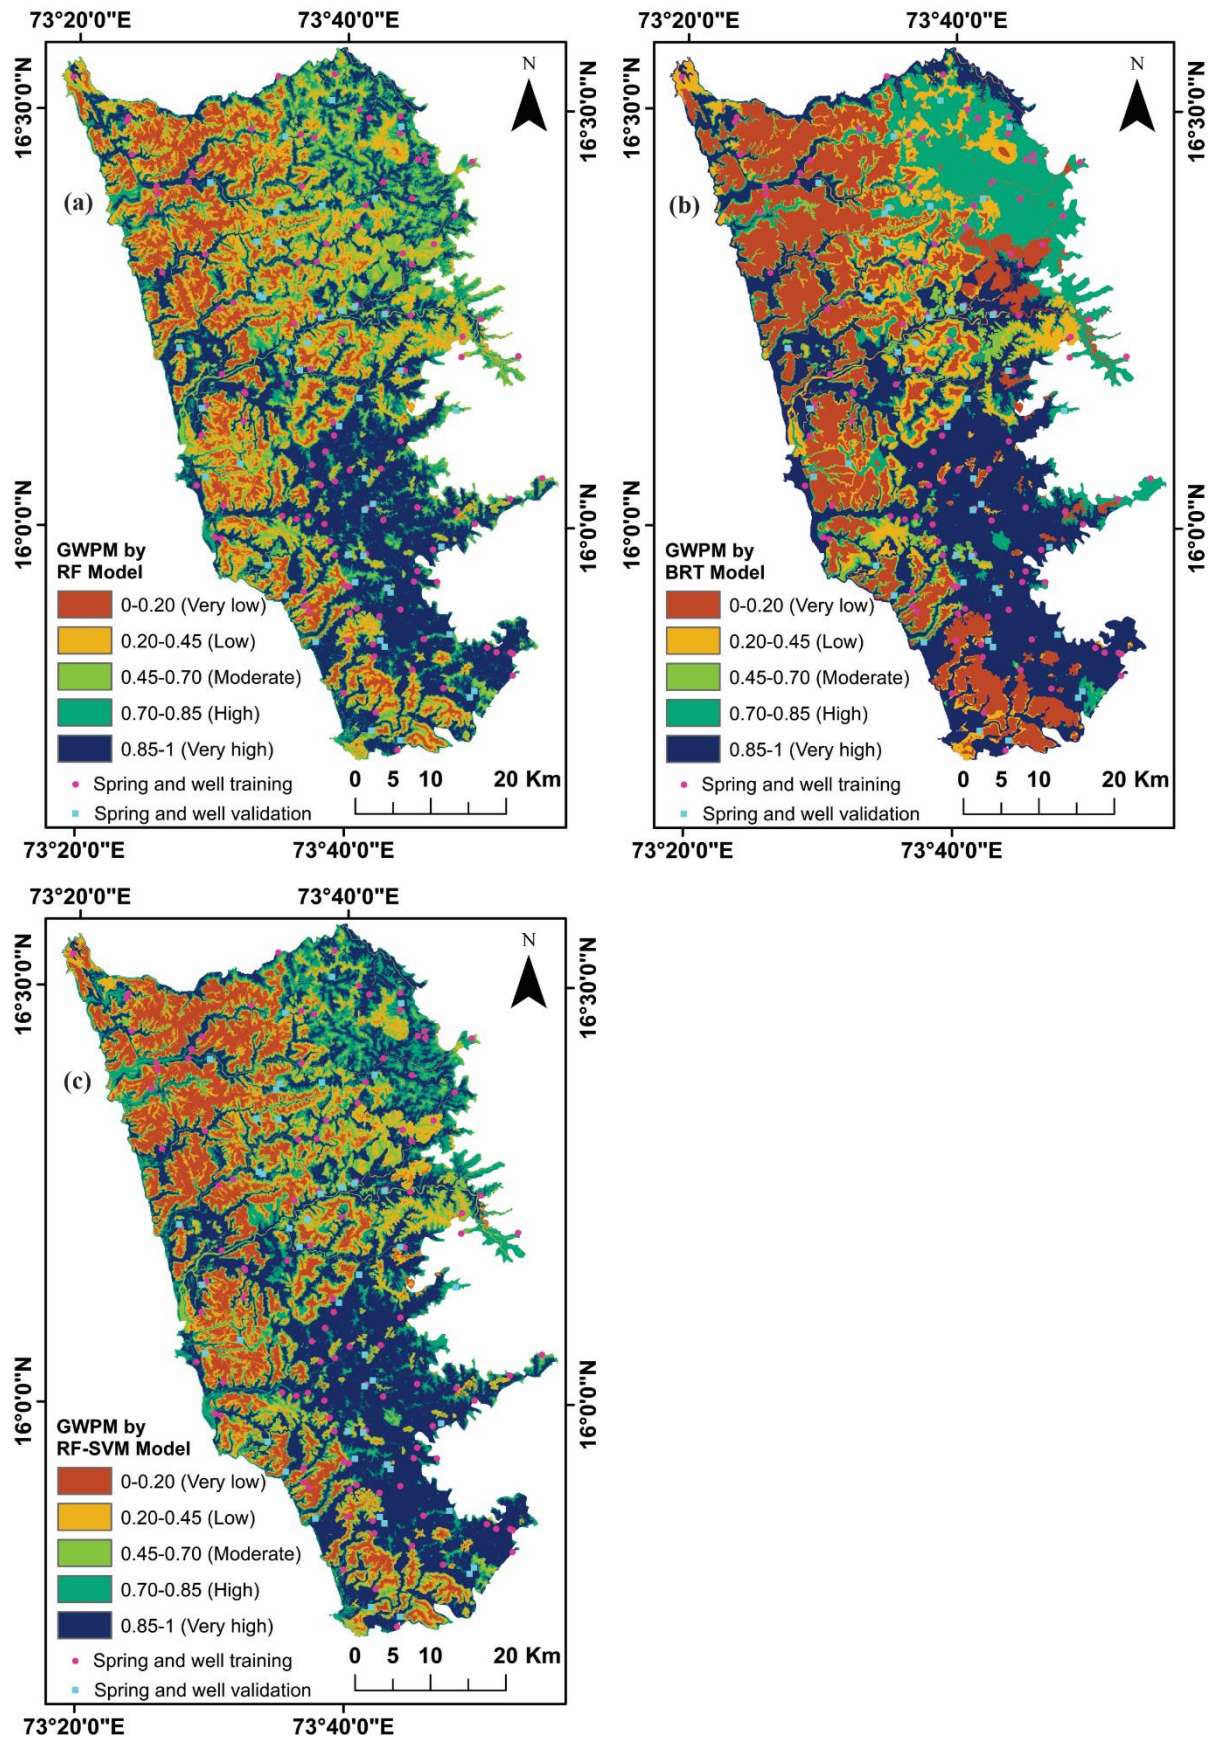 73°20'0"E 73°40'0"E
N
16°30'0"N 16°30'0"N
(a)
16°0'0"N 16°0'0"N
GWPM by
RF Model
0-0.20 (Very low)
0.20-0.45 (Low)
0.45-0.70 (Moderate)
0.70-0.85 (High)
0.85-1 (Very high)
Spring and well training
Spring and well validation
0 5 10 20 Km
73°20'0"E 73°40'0"E
73°20'0"E 73°40'0"E
N
16°30'0"N 16°30'0"N
(b)
16°0'0"N 16°0'0"N
GWPM by
BRT Model
0-0.20 (Very low)
0.20-0.45 (Low)
0.45-0.70 (Moderate)
0.70-0.85 (High)
0.85-1 (Very high)
Spring and well training
Spring and well validation
0 5 10 20 Km
73°20'0"E 73°40'0"E
73°20'0"E 73°40'0"E
N
16°30'0"N 16°30'0"N
(c)
16°0'0"N 16°0'0"N
GWPM by
RF-SVM Model
0-0.20 (Very low)
0.20-0.45 (Low)
0.45-0.70 (Moderate)
0.70-0.85 (High)
0.85-1 (Very high)
Spring and well training
Spring and well validation
0 5 10 20 Km
73°20'0"E 73°40'0"E